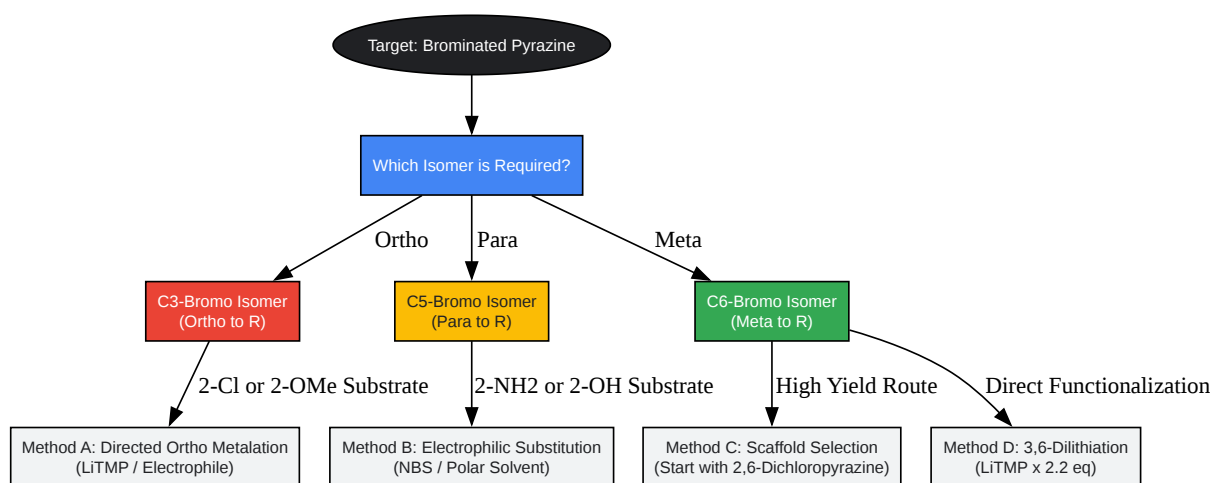 Target: Brominated Pyrazine
Which Isomer is Required?
Ortho
Para
Meta
C3-Bromo Isomer
(Ortho to R)
C5-Bromo Isomer
(Para to R)
C6-Bromo Isomer
(Meta to R)
2-Cl or 2-OMe Substrate
2-NH2 or 2-OH Substrate
High Yield Route
Direct Functionalization
Method A: Directed Ortho Metalation
(LiTMP / Electrophile)
Method B: Electrophilic Substitution
(NBS / Polar Solvent)
Method C: Scaffold Selection
(Start with 2,6-Dichloropyrazine)
Method D: 3,6-Dilithiation
(LiTMP x 2.2 eq)